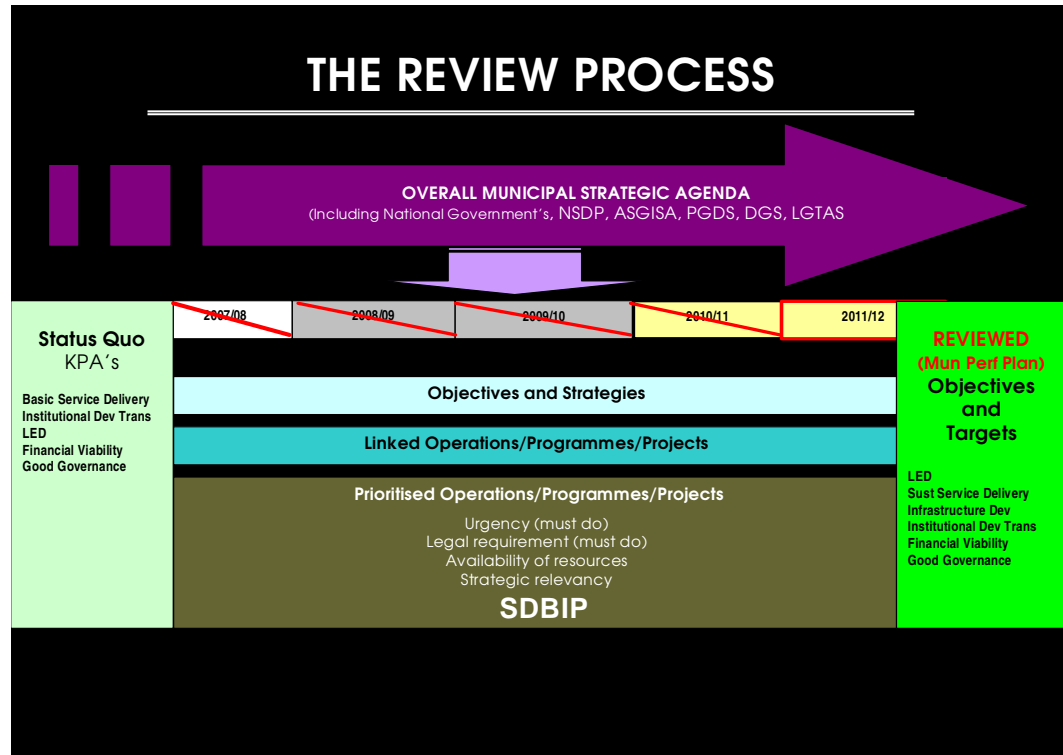 THE REVIEW PROCESS
OVERALL MUNICIPAL STRATEGIC AGENDA
(Including National Government's, NSDP, ASGISA, PGDS, DGS, LGTAS
2007/08
2008/09
2009/10
2010/11
2011/12
Status Quo
KPA's
Basic Service Delivery
Institutional Dev Trans
LED
Financial Viability
Good Governance
Objectives and Strategies
Linked Operations/Programmes/Projects
Prioritised Operations/Programmes/Projects
Urgency (must do)
Legal requirement (must do)
Availability of resources
Strategic relevancy
SDBIP
REVIEWED
(Mun Perf Plan)
Objectives
and
Targets
LED
Sust Service Delivery
Infrastructure Dev
Institutional Dev Trans
Financial Viability
Good Governance